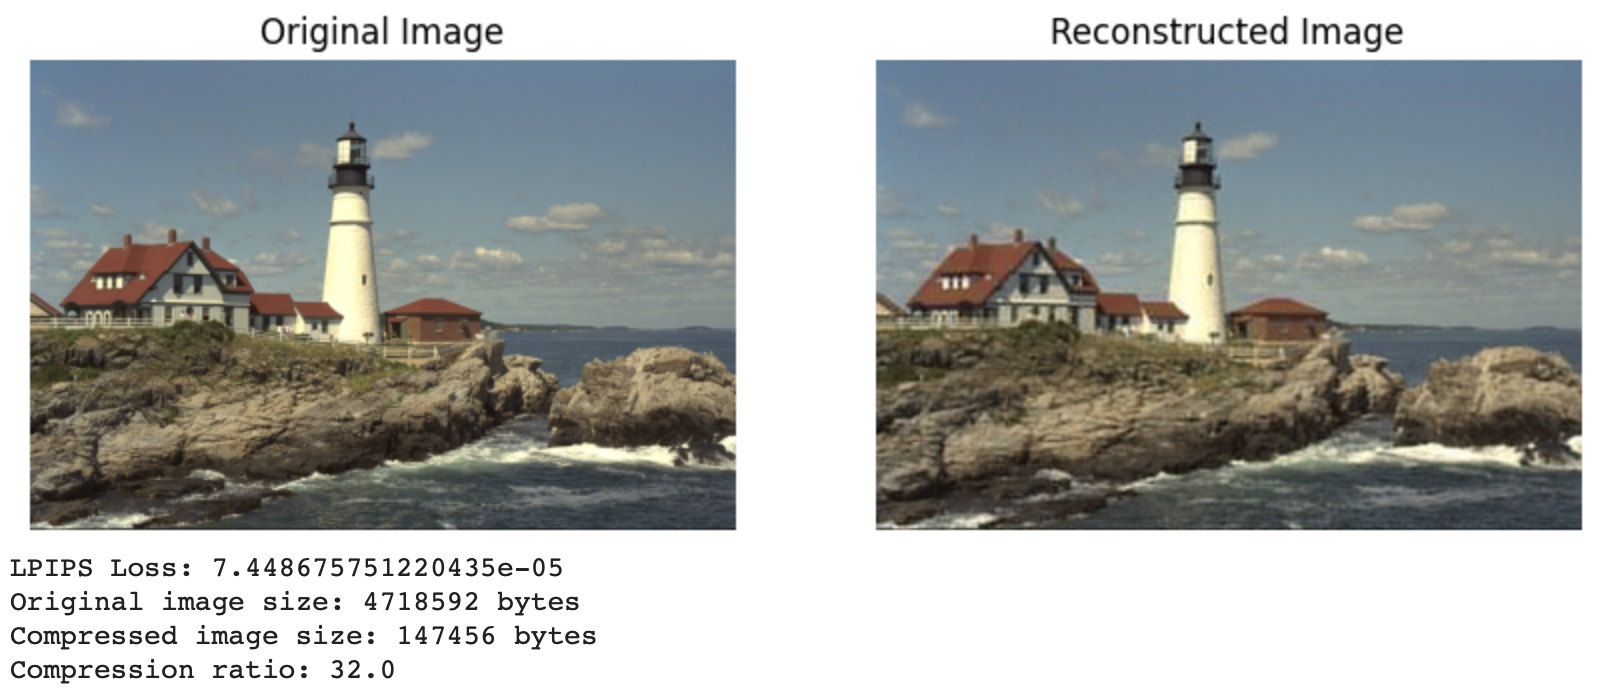 Original Image
Reconstructed Image
LPIPS Loss: 7.448675751220435e-05
Original image size: 4718592 bytes
Compressed image size: 147456 bytes
Compression ratio: 32.0